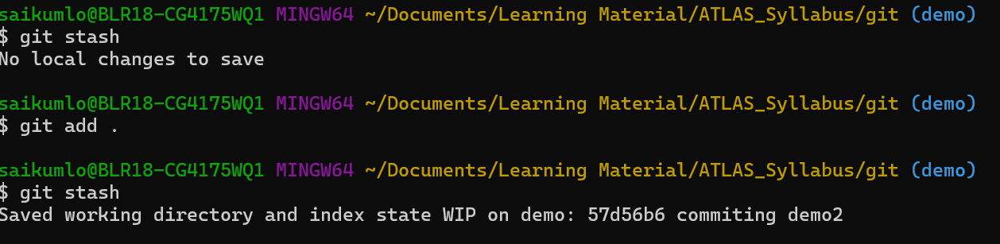 saikumlo@BLR18-CG4175WQ1 MINGW64 ~/Documents/Learning Material/ATLAS_Syllabus/git (demo)
$ git stash
No local changes to save
saikumlo@BLR18-CG4175WQ1 MINGW64 ~/Documents/Learning Material/ATLAS_Syllabus/git (demo)
$ git add .
saikumlo@BLR18-CG4175WQ1 MINGW64 ~/Documents/Learning Material/ATLAS_Syllabus/git (demo)
$ git stash
Saved working directory and index state WIP on demo: 57d56b6 commiting demo2